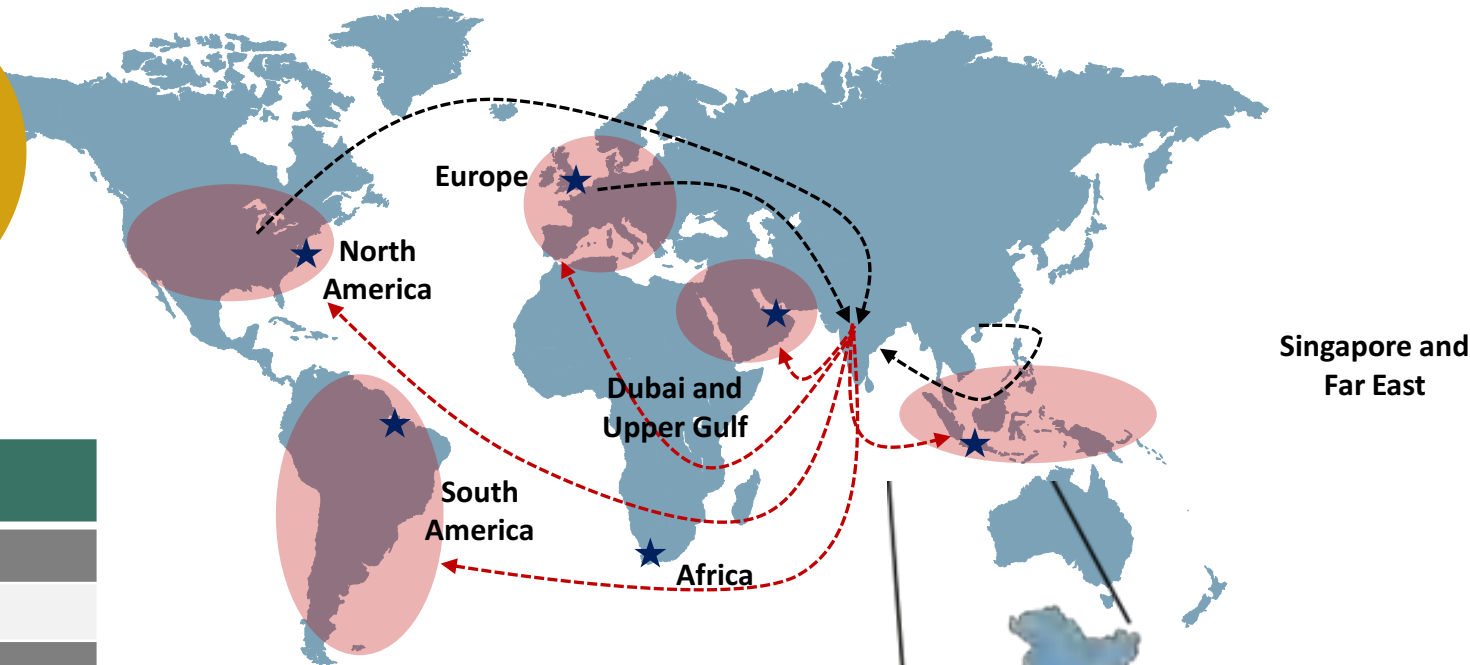 Europe
North
America
Singapore and
Far East
Dubai and
Upper Gulf
South
America
Africa